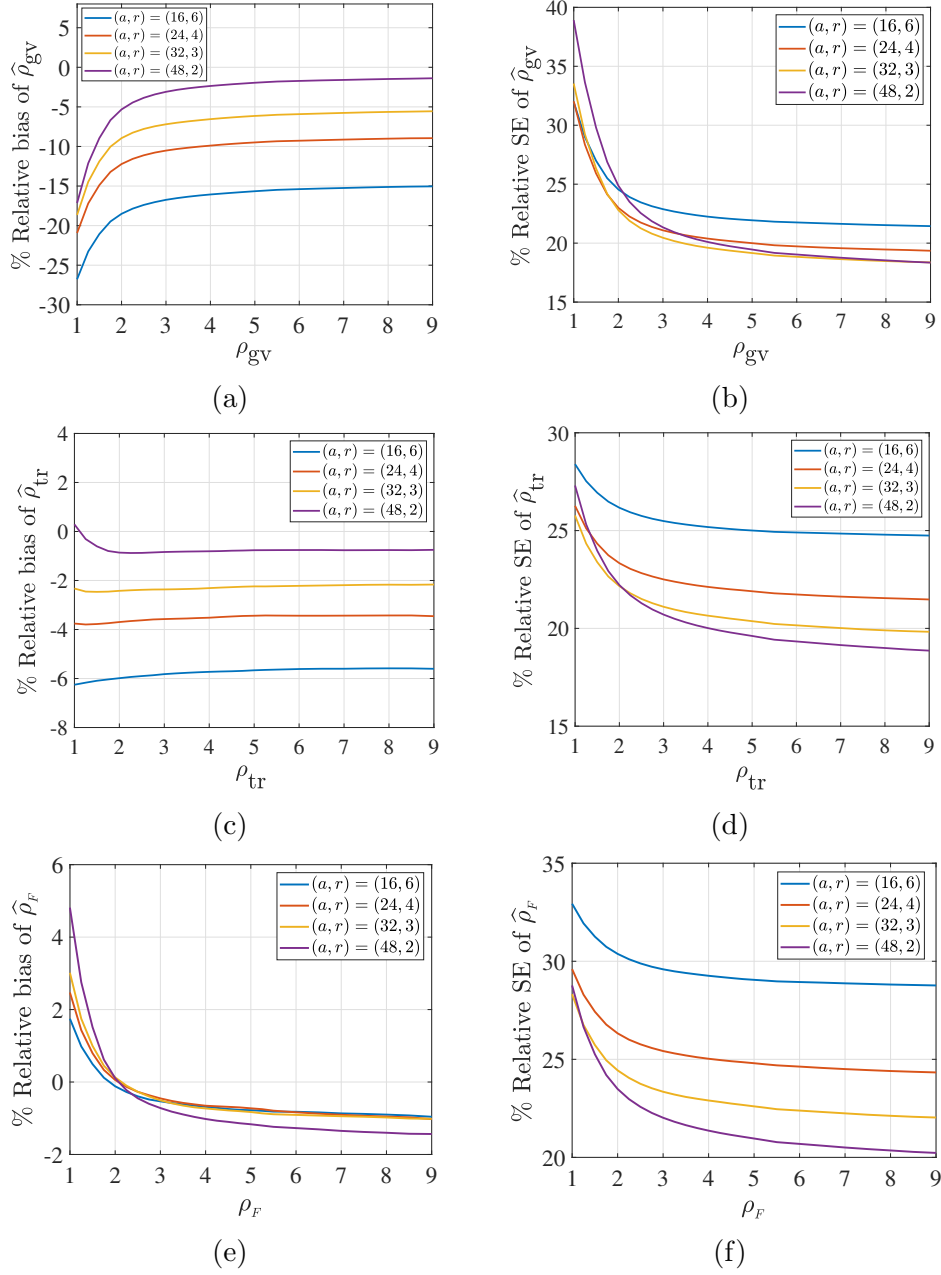 % Relative bias of ρ̂gv
5
0
-5
-10
-15
-20
-25
-30
(a, r) = (16, 6)
(a, r) = (24, 4)
(a, r) = (32, 3)
(a, r) = (48, 2)
1 2 3 4 5 6 7 8 9
ρgv
(a)
% Relative SE of ρ̂gv
40
35
30
25
20
15
(a, r) = (16, 6)
(a, r) = (24, 4)
(a, r) = (32, 3)
(a, r) = (48, 2)
1 2 3 4 5 6 7 8 9
ρgv
(b)
% Relative bias of ρ̂tr
4
2
0
-2
-4
-6
-8
(a, r) = (16, 6)
(a, r) = (24, 4)
(a, r) = (32, 3)
(a, r) = (48, 2)
1 2 3 4 5 6 7 8 9
ρtr
(c)
% Relative SE of ρ̂tr
30
25
20
15
(a, r) = (16, 6)
(a, r) = (24, 4)
(a, r) = (32, 3)
(a, r) = (48, 2)
1 2 3 4 5 6 7 8 9
ρtr
(d)
% Relative bias of ρ̂F
6
4
2
0
-2
(a, r) = (16, 6)
(a, r) = (24, 4)
(a, r) = (32, 3)
(a, r) = (48, 2)
1 2 3 4 5 6 7 8 9
ρF
(e)
% Relative SE of ρ̂F
35
30
25
20
(a, r) = (16, 6)
(a, r) = (24, 4)
(a, r) = (32, 3)
(a, r) = (48, 2)
1 2 3 4 5 6 7 8 9
ρF
(f)